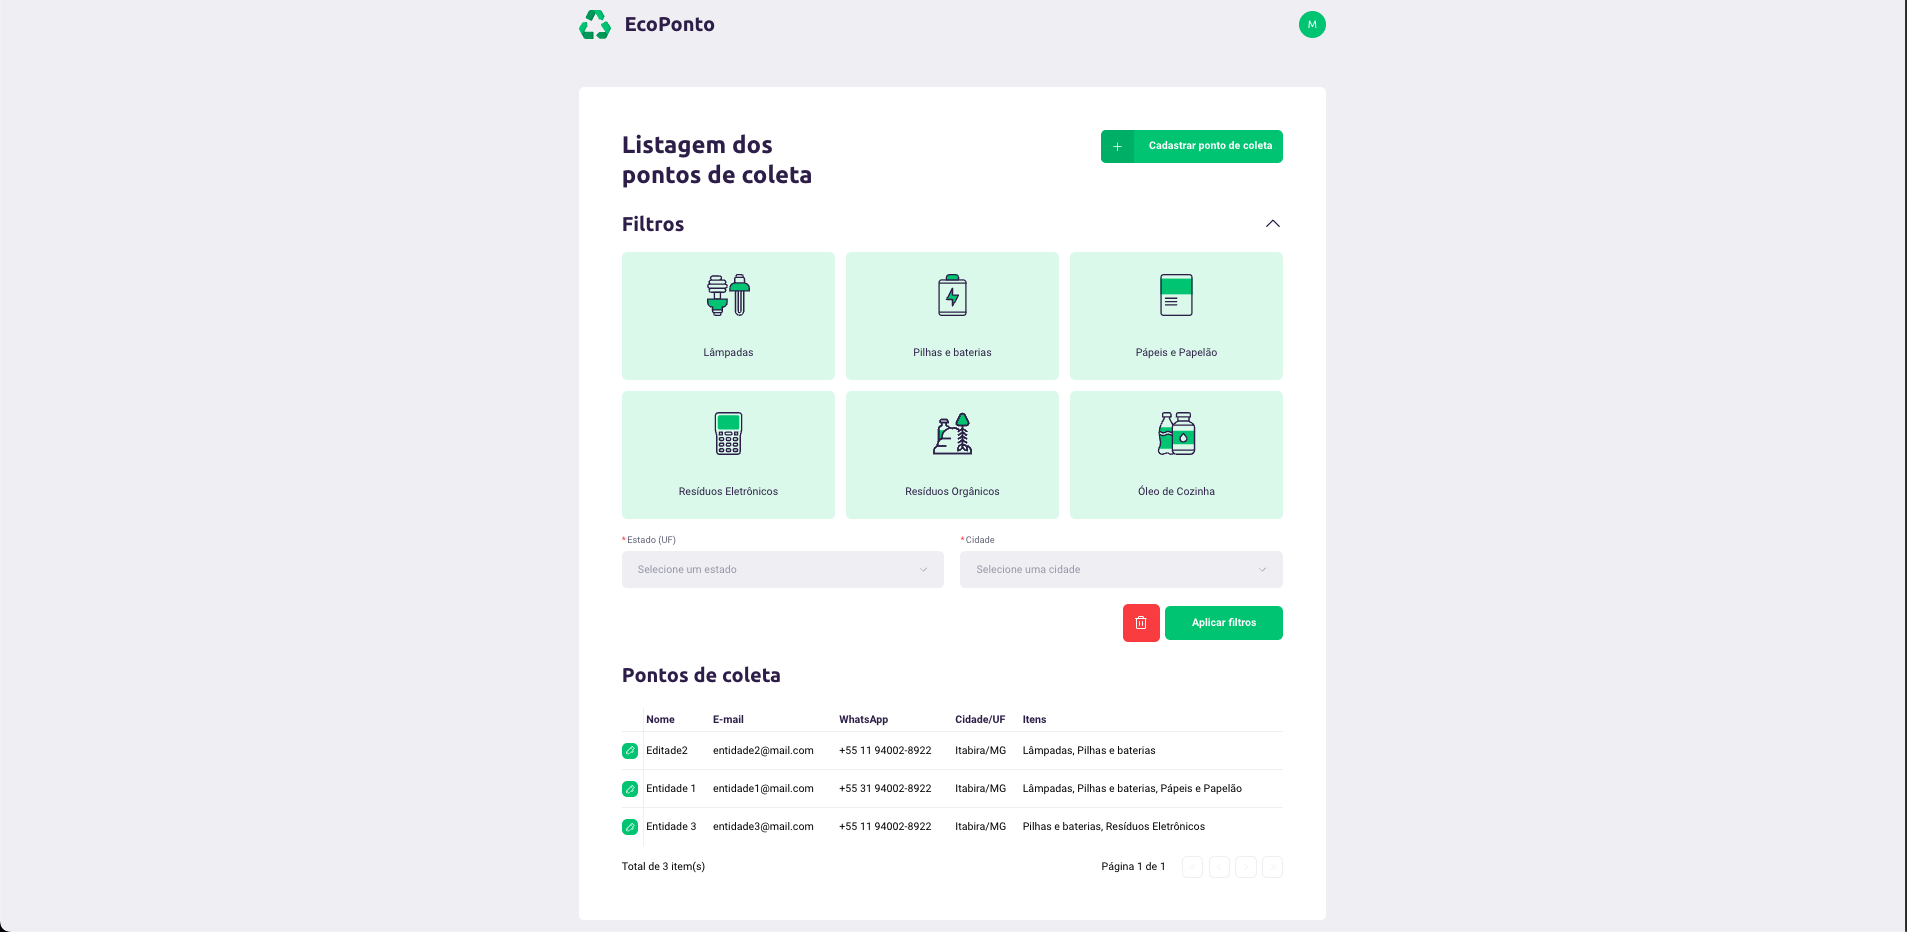 EcoPonto
M
Listagem dos
pontos de coleta
+ Cadastrar ponto de coleta
Filtros
Lâmpadas
Pilhas e baterias
Pápeis e Papelão
Resíduos Eletrônicos
Resíduos Orgânicos
Óleo de Cozinha
*Estado (UF)
*Cidade
Selecione um estado
Selecione uma cidade
Aplicar filtros
Pontos de coleta
Nome E-mail WhatsApp Cidade/UF Itens
Editade2 entidade2@mail.com +55 11 94002-8922 Itabira/MG Lâmpadas, Pilhas e baterias
Entidade 1 entidade1@mail.com +55 31 94002-8922 Itabira/MG Lâmpadas, Pilhas e baterias, Pápeis e Papelão
Entidade 3 entidade3@mail.com +55 11 94002-8922 Itabira/MG Pilhas e baterias, Resíduos Eletrônicos
Total de 3 item(s)
Página 1 de 1